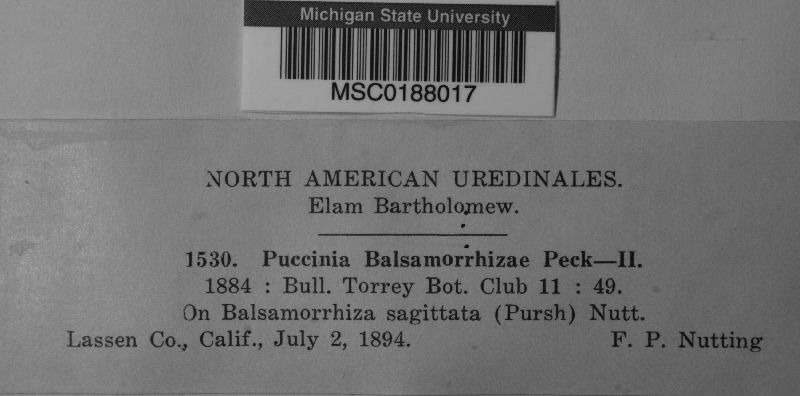 Michigan State University
MSC0188017
NORTH AMERICAN UREDINALES.
Elam Bartholomew.
1530. Puccinia Balsamorrhizae Peck—II.
1884 : Bull. Torrey Bot. Club 11 : 49.
On Balsamorrhiza sagittata (Pursh) Nutt.
Lassen Co., Calif., July 2, 1894. F. P. Nutting